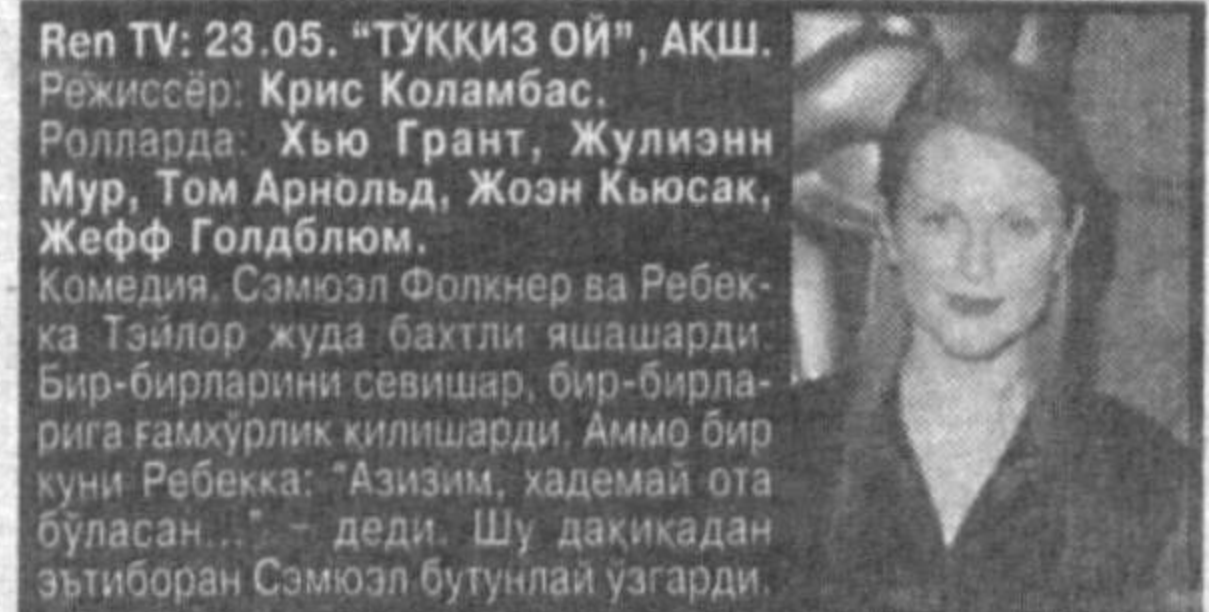 Ren TV: 23.05. “ТЎҚҚИЗ ОЙ”, АҚШ.
Режиссёр: Крис Коламбас.
Ролларда: Хью Грант, Жулиэнн
Мур, Том Арнольд, Жоэн Кьюсак,
Жефф Голдблюм.
Комедия. Сэмюэл Фолкнер ва Ребек-
ка Тэйлор жуда бахтли яшашарди.
Бир-бирларини севишар, бир-бирла-
рига ғамхўрлик килишарди. Аммо бир
куни Ребекка: “Азизим, хадемай ота
бўласан...” – деди. Шу дақиқадан
эътиборан Сэмюэл бутунлай ўзгарди.